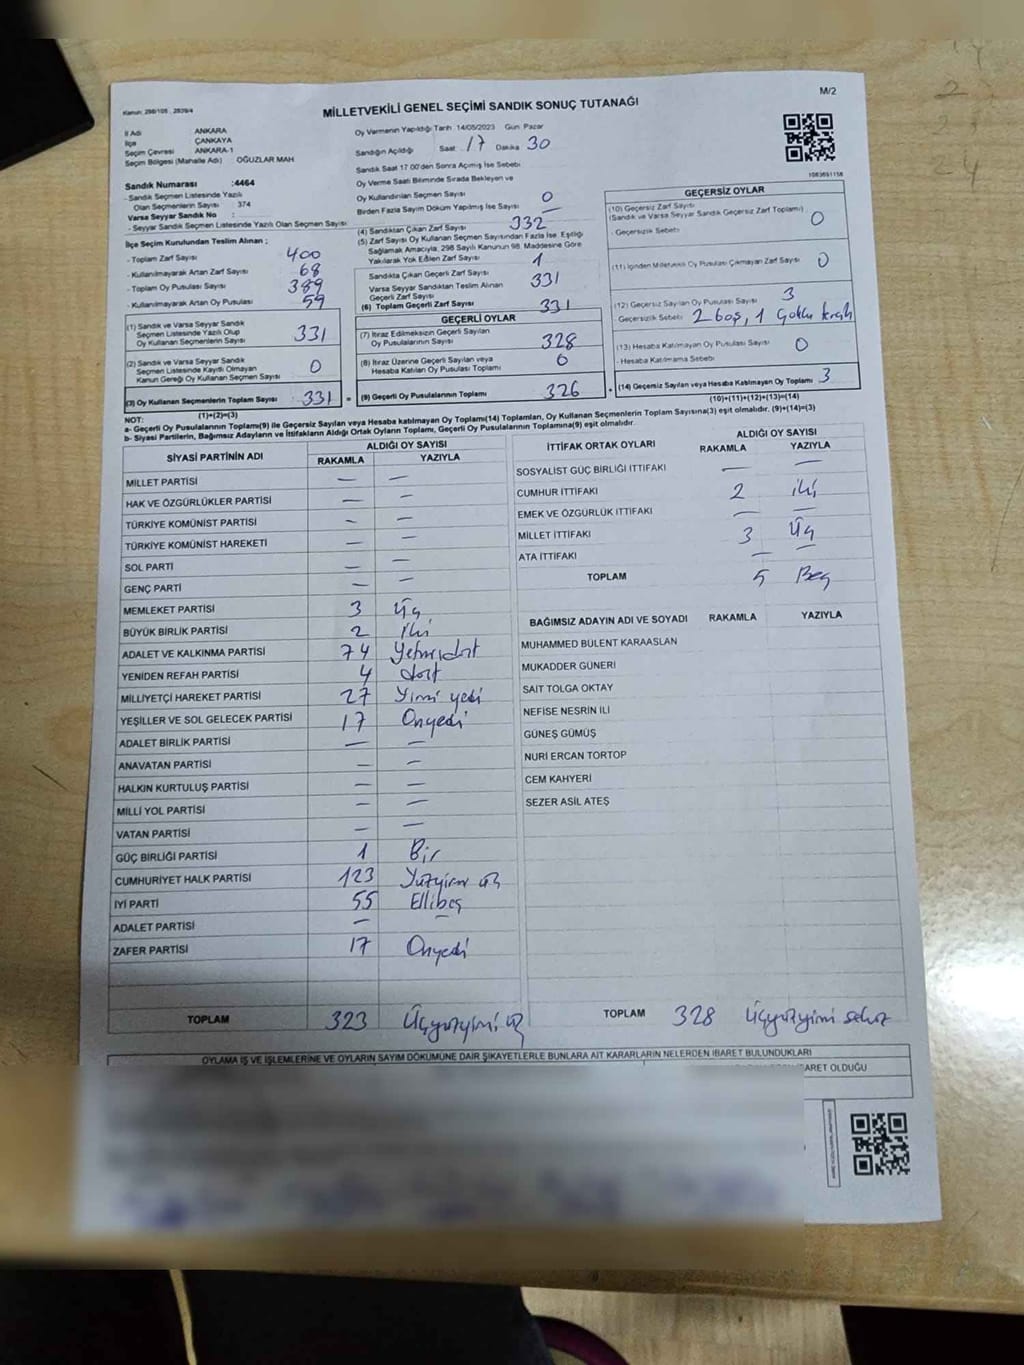 Kanun: 298/105 , 2839/4
MİLLETVEKİLİ GENEL SEÇİMİ SANDIK SONUÇ TUTANAĞI
M/2
İl Adı ANKARA
İlçe ÇANKAYA
Seçim Çevresi ANKARA-1
Seçim Bölgesi (Mahalle Adı) OĞUZLAR MAH
Sandık Numarası :4464
- Sandık Seçmen Listesinde Yazılı
Olan Seçmenlerin Sayısı : 374
Varsa Seyyar Sandık No :
- Seyyar Sandık Seçmen Listesinde Yazılı Olan Seçmen Sayısı:
İlçe Seçim Kurulundan Teslim Alınan ;
- Toplam Zarf Sayısı 400
- Kullanılmayarak Artan Zarf Sayısı 68
- Toplam Oy Pusulası Sayısı 389
- Kullanılmayarak Artan Oy Pusulası 59
(1) Sandık ve Varsa Seyyar Sandık
Seçmen Listesinde Yazılı Olup
Oy Kullanan Seçmenlerin Sayısı 331
(2) Sandık ve Varsa Seyyar Sandık
Seçmen Listesinde Kayıtlı Olmayan
Kanun Gereği Oy Kullanan Seçmen Sayısı 0
(3) Oy Kullanan Seçmenlerin Toplam Sayısı 331 =
(1)+(2)=(3)
Oy Vermenin Yapıldığı Tarih :14/05/2023 Gün: Pazar
Sandığın Açıldığı Saat : 17 Dakika 30
Sandık Saat 17:00'den Sonra Açılmış İse Sebebi
Oy Verme Saati Bitiminde Sırada Bekleyen ve
Oy Kullandırılan Seçmen Sayısı 0
Birden Fazla Sayım Döküm Yapılmış İse Sayısı —
(4) Sandıktan Çıkan Zarf Sayısı 332
(5) Zarf Sayısı Oy Kullanan Seçmen Sayısından Fazla İse, Eşitliği
Sağlamak Amacıyla, 298 Sayılı Kanunun 98. Maddesine Göre
Yakılarak Yok Edilen Zarf Sayısı 1
Sandıkta Çıkan Geçerli Zarf Sayısı 331
Varsa Seyyar Sandıktan Teslim Alınan
Geçerli Zarf Sayısı
(6) Toplam Geçerli Zarf Sayısı 331
GEÇERLİ OYLAR
(7) İtiraz Edilmeksizin Geçerli Sayılan
Oy Pusulalarının Sayısı 328
(8) İtiraz Üzerine Geçerli Sayılan veya
Hesaba Katılan Oy Pusulası Toplamı 0
(9) Geçerli Oy Pusulalarının Toplamı 326 +
1083691158
GEÇERSİZ OYLAR
(10) Geçersiz Zarf Sayısı
(Sandık ve Varsa Seyyar Sandık Geçersiz Zarf Toplamı) 0
- Geçersiz Sebebi :
(11) İçinden Milletvekili Oy Pusulası Çıkmayan Zarf Sayısı 0
(12) Geçersiz Sayılan Oy Pusulası Sayısı 3
Geçersizlik Sebebi : 2 boş, 1 Çoklu tercih
(13) Hesaba Katılmayan Oy Pusulası Sayısı 0
- Hesaba Katılmama Sebebi
(14) Geçersiz Sayılan veya Hesaba Katılmayan Oy Toplamı 3
(10)+(11)+(12)+(13)=(14)
NOT:
a- Geçerli Oy Pusulalarının Toplamı(9) ile Geçersiz Sayılan veya Hesaba katılmayan Oy Toplamı(14) Toplamları, Oy Kullanan Seçmenlerin Toplam Sayısına(3) eşit olmalıdır. (9)+(14)=(3)
b- Siyasi Partilerin, Bağımsız Adayların ve İttifakların Aldığı Ortak Oyların Toplamı, Geçerli Oy Pusulalarının Toplamına(9) eşit olmalıdır.
SİYASİ PARTİNİN ADI ALDIĞI OY SAYISI
RAKAMLA YAZIYLA
MİLLET PARTİSİ — —
HAK VE ÖZGÜRLÜKLER PARTİSİ — —
TÜRKİYE KOMÜNİST PARTİSİ — —
TÜRKİYE KOMÜNİST HAREKETİ — —
SOL PARTİ — —
GENÇ PARTİ — —
MEMLEKET PARTİSİ 3 Üç
BÜYÜK BİRLİK PARTİSİ 2 İki
ADALET VE KALKINMA PARTİSİ 74 Yetmişdört
YENİDEN REFAH PARTİSİ 4 dört
MİLLİYETÇİ HAREKET PARTİSİ 27 Yirmi yedi
YEŞİLLER VE SOL GELECEK PARTİSİ 17 Onyedi
ADALET BİRLİK PARTİSİ — —
ANAVATAN PARTİSİ — —
HALKIN KURTULUŞ PARTİSİ — —
MİLLİ YOL PARTİSİ — —
VATAN PARTİSİ — —
GÜÇ BİRLİĞİ PARTİSİ 1 Bir
CUMHURİYET HALK PARTİSİ 123 Yüzyirmi üç
İYİ PARTİ 55 Ellibeş
ADALET PARTİSİ — —
ZAFER PARTİSİ 17 Onyedi
TOPLAM 323 Üçyüzyirmi üç
İTTİFAK ORTAK OYLARI ALDIĞI OY SAYISI
RAKAMLA YAZIYLA
SOSYALİST GÜÇ BİRLİĞİ İTTİFAKI — —
CUMHUR İTTİFAKI 2 iki
EMEK VE ÖZGÜRLÜK İTTİFAKI — —
MİLLET İTTİFAKI 3 Üç
ATA İTTİFAKI — —
TOPLAM 5 Beş
BAĞIMSIZ ADAYIN ADI VE SOYADI RAKAMLA YAZIYLA
MUHAMMED BÜLENT KARAASLAN
MUKADDER GÜNERİ
SAİT TOLGA OKTAY
NEFİSE NESRİN İLİ
GÜNEŞ GÜMÜŞ
NURİ ERCAN TORTOP
CEM KAHYERİ
SEZER ASİL ATEŞ
TOPLAM 328 Üçyüzyirmi sekiz
OYLAMA İŞ VE İŞLEMLERİNE VE OYLARIN SAYIM DÖKÜMÜNE DAİR ŞİKAYETLERLE BUNLARA AİT KARARLARIN NELERDEN İBARET BULUNDUKLARI
İBARET OLDUĞU